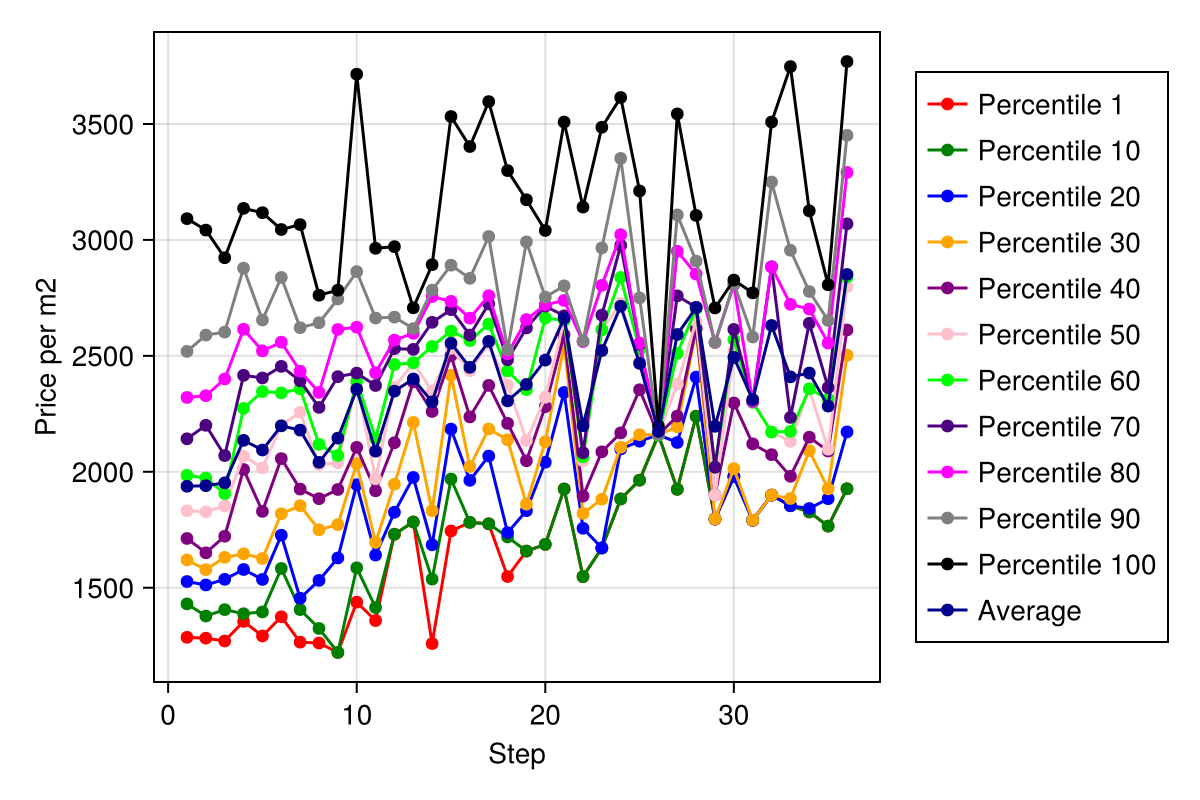 Price per m2
3500
3000
2500
2000
1500
0
10
20
30
Step
Percentile 1
Percentile 10
Percentile 20
Percentile 30
Percentile 40
Percentile 50
Percentile 60
Percentile 70
Percentile 80
Percentile 90
Percentile 100
Average